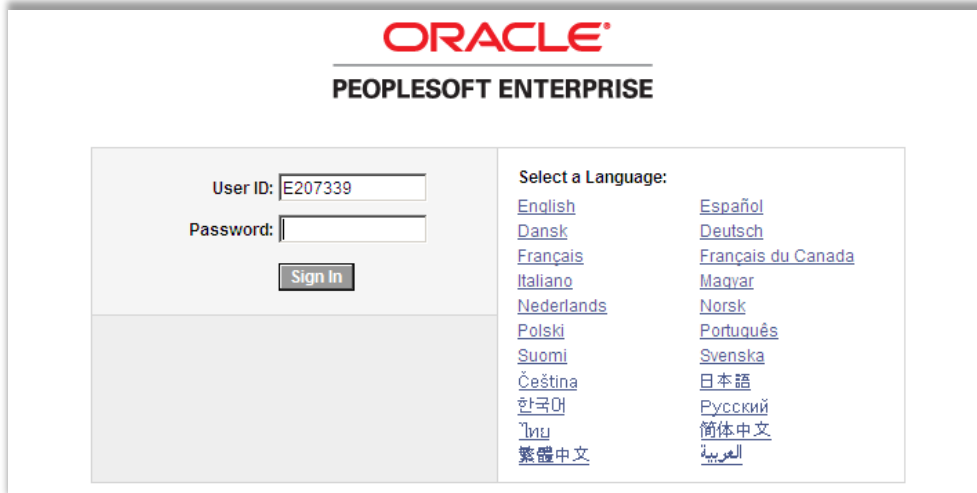 ORACLE®
PEOPLESOFT ENTERPRISE
User ID: E207339
Password:
Sign In
Select a Language:
English Español
Dansk Deutsch
Français Français du Canada
Italiano Magyar
Nederlands Norsk
Polski Português
Suomi Svenska
Čeština 日本語
한국어 Русский
ไทย 简体中文
繁體中文 العربية